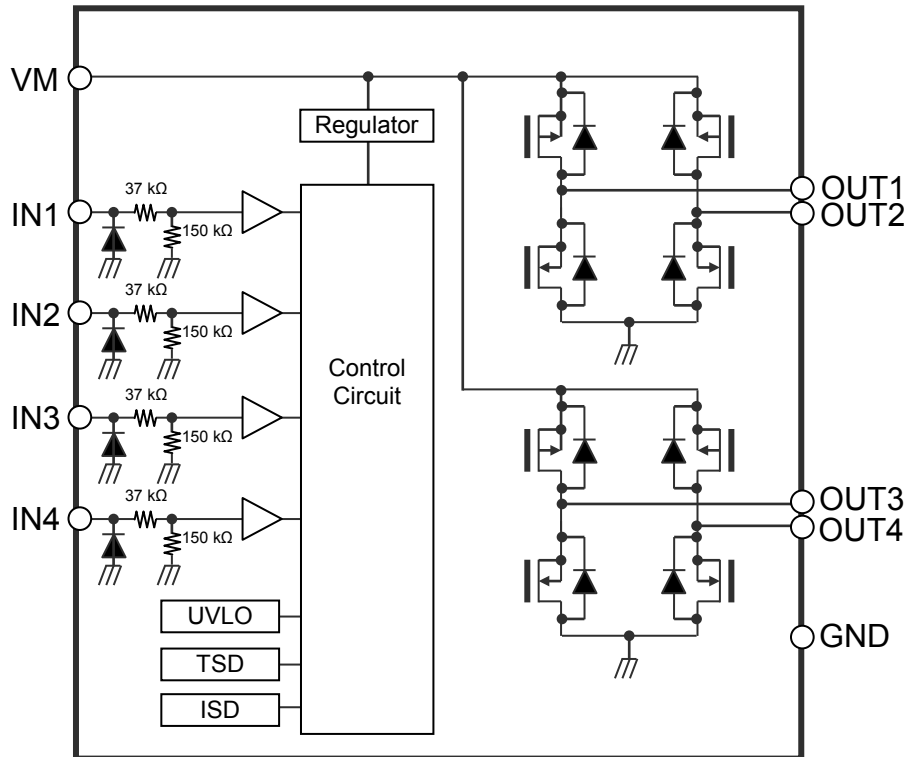 VM
Regulator
37 kΩ
IN1
150 kΩ
OUT1
OUT2
37 kΩ
IN2
150 kΩ
Control
Circuit
37 kΩ
IN3
150 kΩ
37 kΩ
IN4
150 kΩ
OUT3
OUT4
UVLO
TSD
ISD
GND